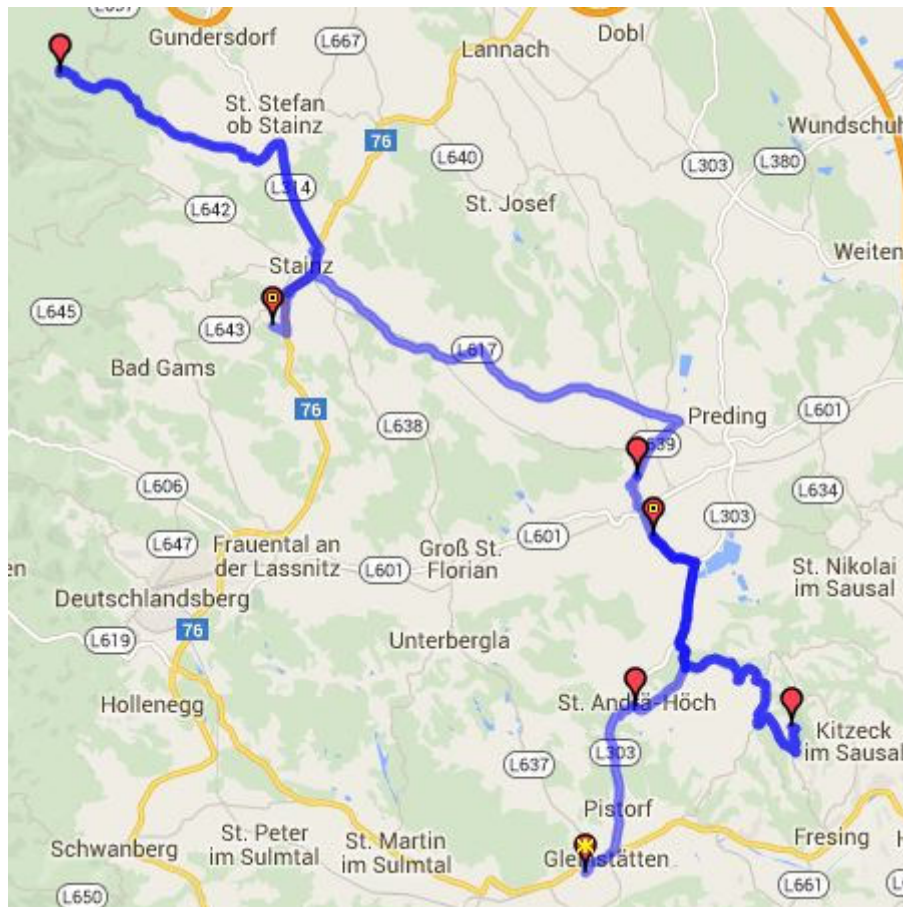 Gundersdorf
L667
Lannach
Dobl
St. Stefan
ob Stainz
76
L640
L303
L380
L314
L642
St. Josef
Stainz
L645
L643
Bad Gams
L617
76
L638
Preding
L601
L606
L634
L647
Frauental an
der Lassnitz
L601
Groß St.
Florian
L601
L303
St. Nikolai
im Sausal
Deutschlandsberg
76
L619
Unterbergla
Hollenegg
St. Andrä-Höch
Kitzeck
im Sausal
L303
L637
Pistorf
St. Peter
im Sulmtal
St. Martin
im Sulmtal
Schwanberg
Gleinstätten
Fresing
L661
L650